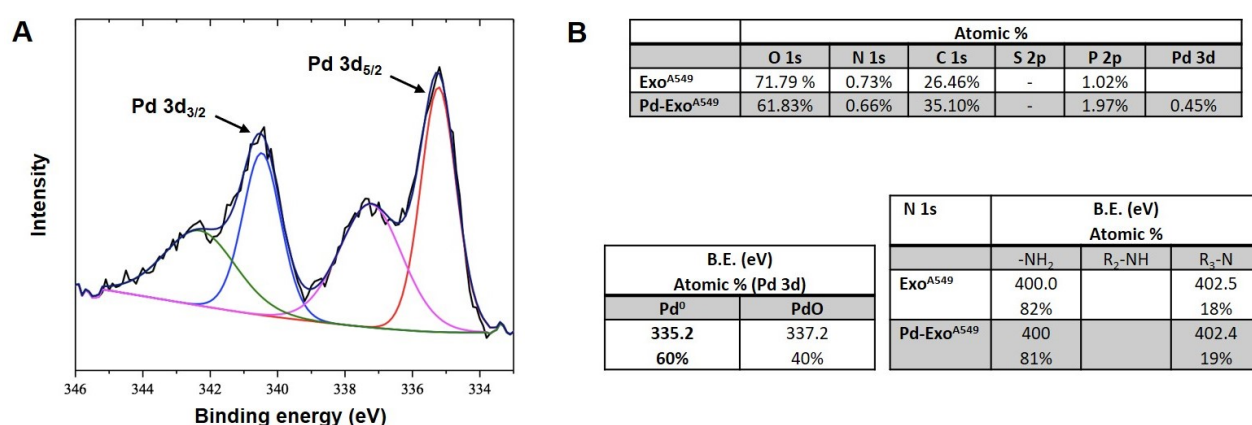 A
Pd 3d5/2
Pd 3d3/2
Intensity
346 344 342 340 338 336 334
Binding energy (eV)
B
Atomic %
O 1s N 1s C 1s S 2p P 2p Pd 3d
ExoA549 71.79 % 0.73% 26.46% - 1.02%
Pd-ExoA549 61.83% 0.66% 35.10% - 1.97% 0.45%
B.E. (eV)
Atomic % (Pd 3d)
Pd0 PdO
335.2 337.2
60% 40%
N 1s B.E. (eV)
Atomic %
-NH2 R2-NH R3-N
ExoA549 400.0 402.5
82% 18%
Pd-ExoA549 400 402.4
81% 19%